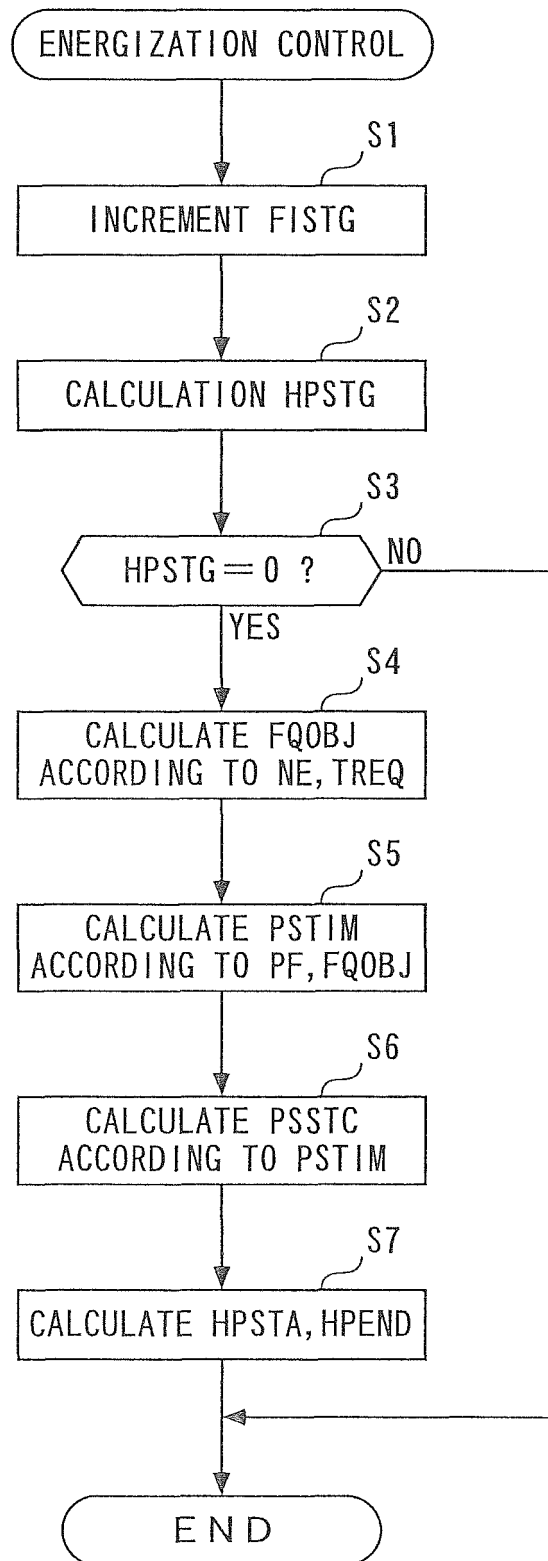 ENERGIZATION CONTROL
S1
INCREMENT FISTG
S2
CALCULATION HPSTG
S3
HPSTG=0 ?
NO
YES
S4
CALCULATE FQOBJ
ACCORDING TO NE,TREQ
S5
CALCULATE PSTIM
ACCORDING TO PF,FQOBJ
S6
CALCULATE PSSTC
ACCORDING TO PSTIM
S7
CALCULATE HPSTA,HPEND
END